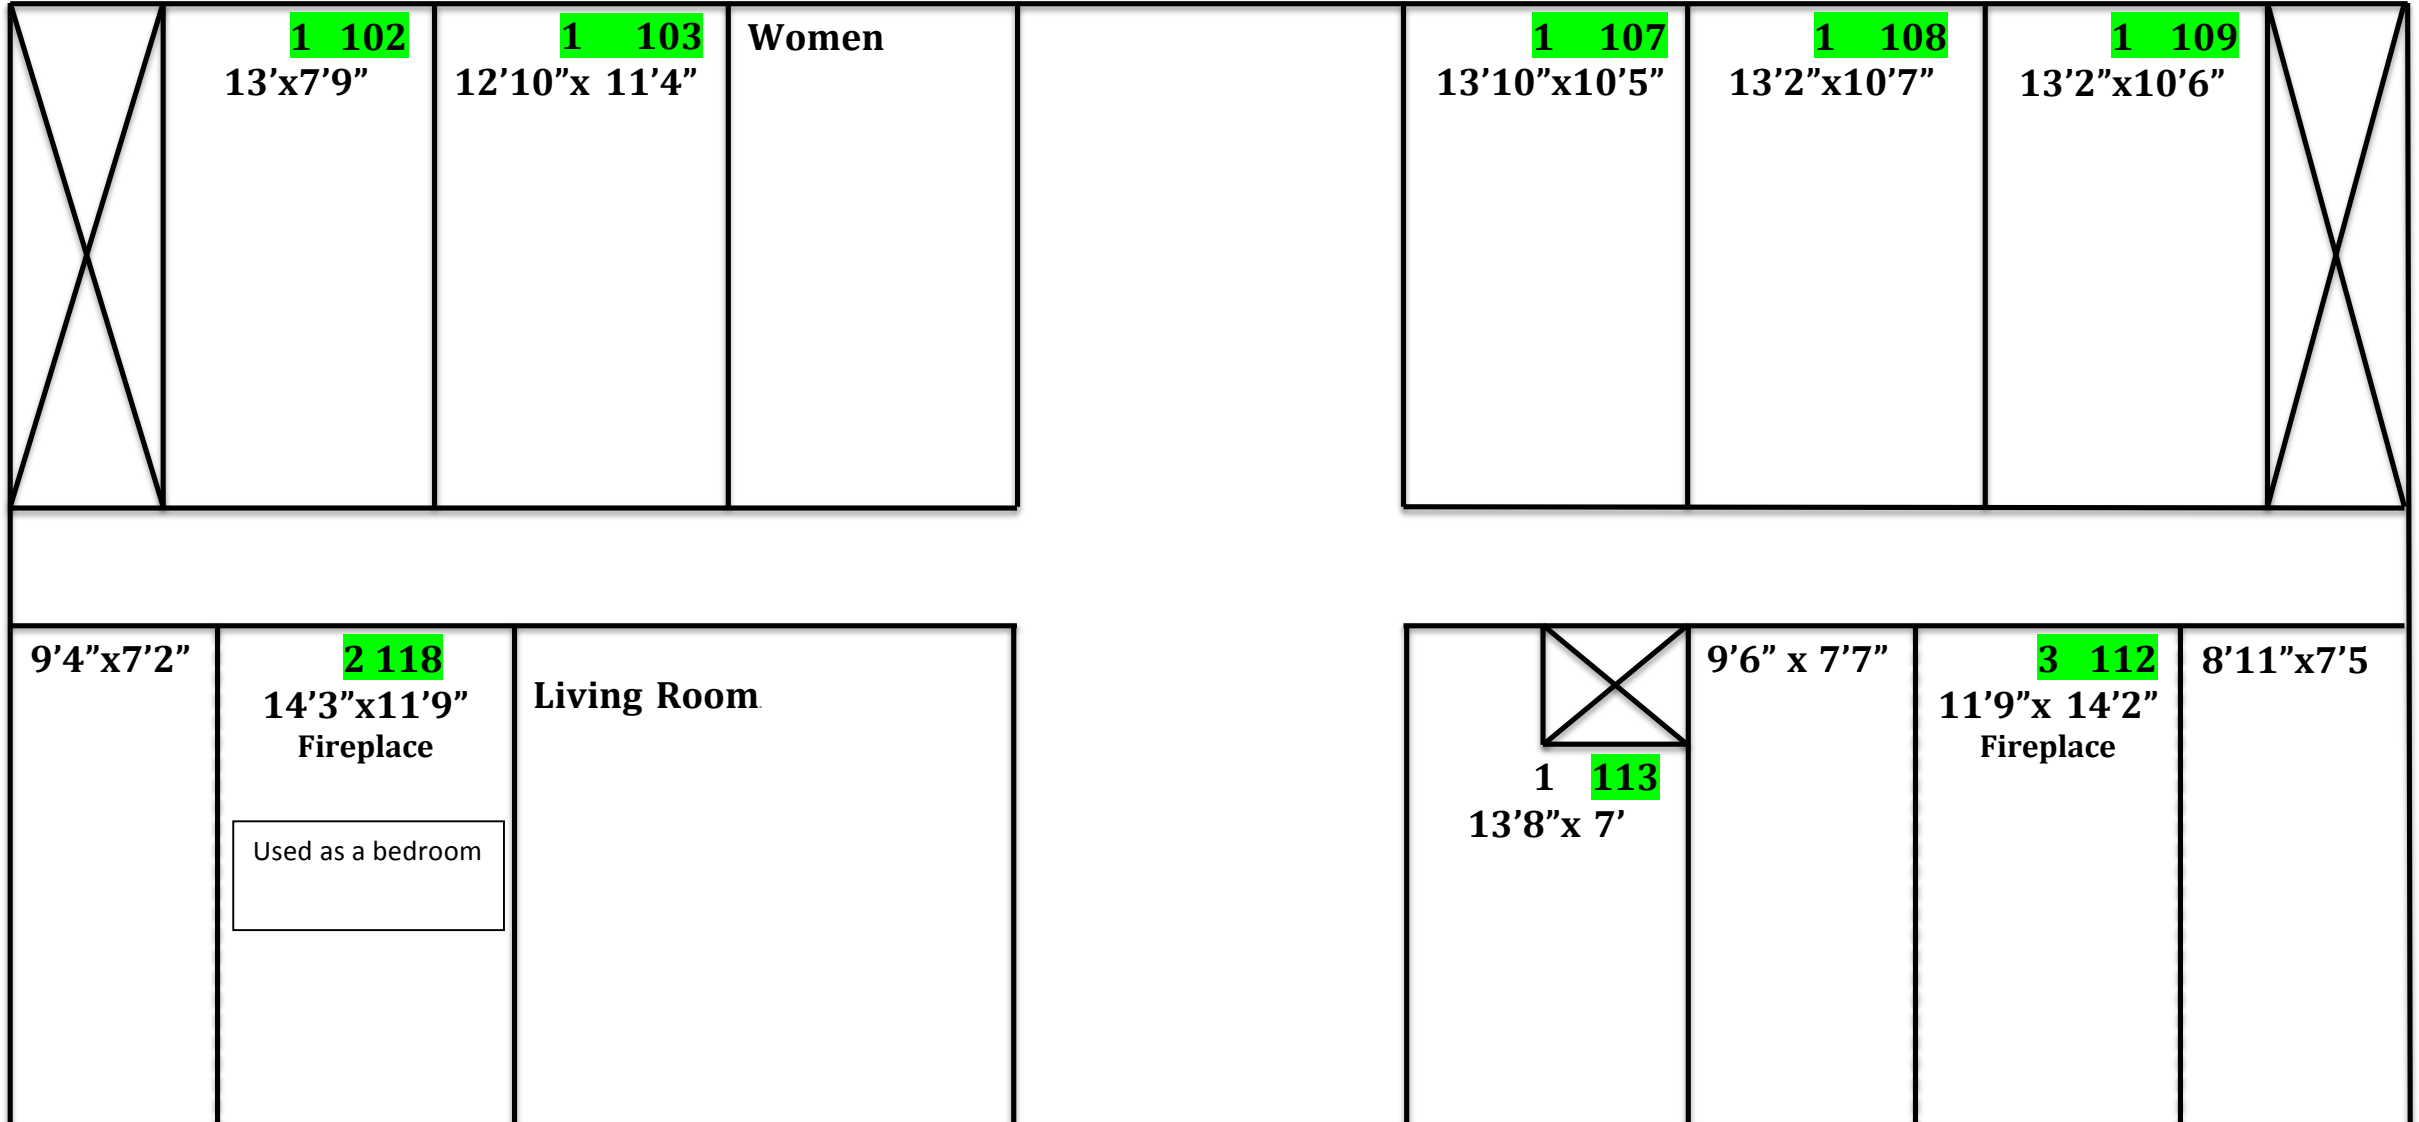 1 102
13’x7’9”
1 103
12’10”x 11’4”
Women
1 107
13’10”x10’5”
1 108
13’2”x10’7”
1 109
13’2”x10’6”
9’4”x7’2”
2 118
14’3”x11’9”
Fireplace
Used as a bedroom
Living Room.
1 113
13’8”x 7’
9’6” x 7’7”
3 112
11’9”x 14’2”
Fireplace
8’11”x7’5